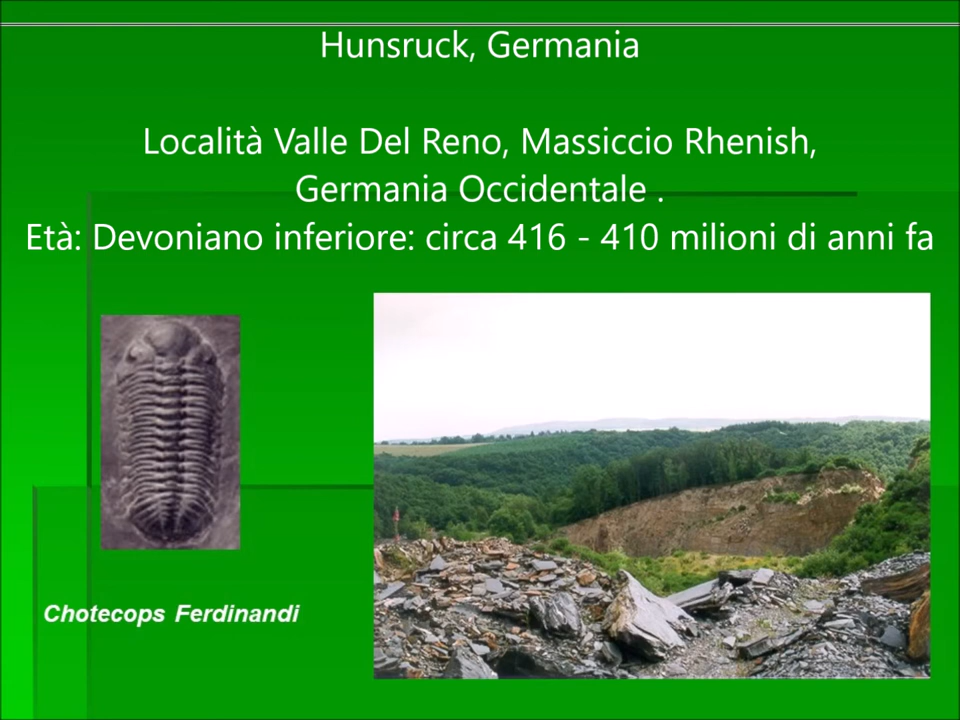 Hunsruck, Germania
Località Valle Del Reno, Massiccio Rhenish,
Germania Occidentale .
Età: Devoniano inferiore: circa 416 - 410 milioni di anni fa
Chotecops Ferdinandi